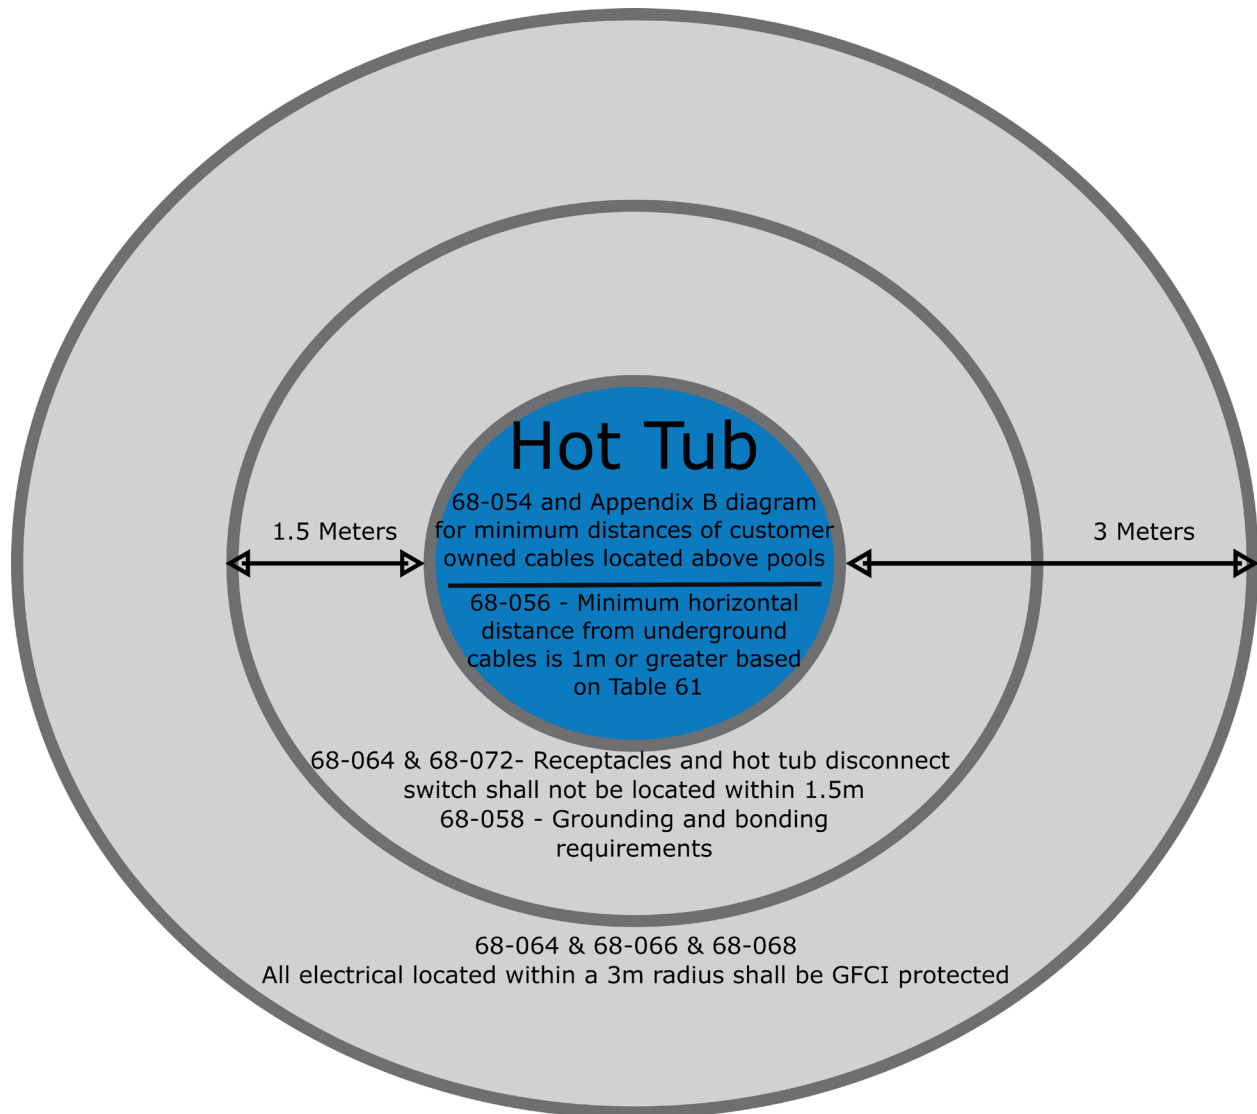 Hot Tub
68-054 and Appendix B diagram
for minimum distances of customer
owned cables located above pools
1.5 Meters
3 Meters
68-056 - Minimum horizontal
distance from underground
cables is 1m or greater based
on Table 61
68-064 & 68-072- Receptacles and hot tub disconnect
switch shall not be located within 1.5m
68-058 - Grounding and bonding
requirements
68-064 & 68-066 & 68-068
All electrical located within a 3m radius shall be GFCI protected